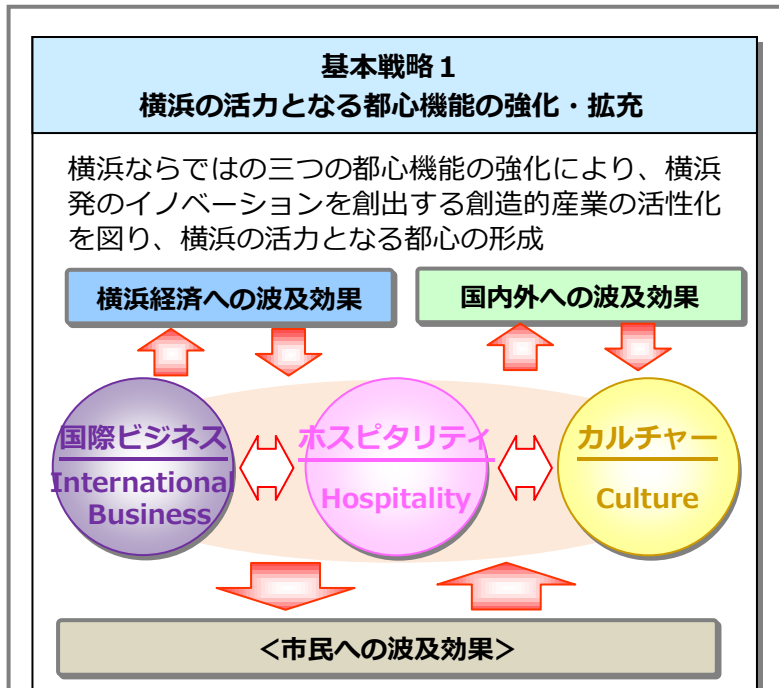 基本戦略１
横浜の活力となる都心機能の強化・拡充
横浜ならではの三つの都心機能の強化により、横浜
発のイノベーションを創出する創造的産業の活性化
を図り、横浜の活力となる都心の形成
横浜経済への波及効果
国内外への波及効果
国際ビジネス
International
Business
ホスピタリティ
Hospitality
カルチャー
Culture
＜市民への波及効果＞